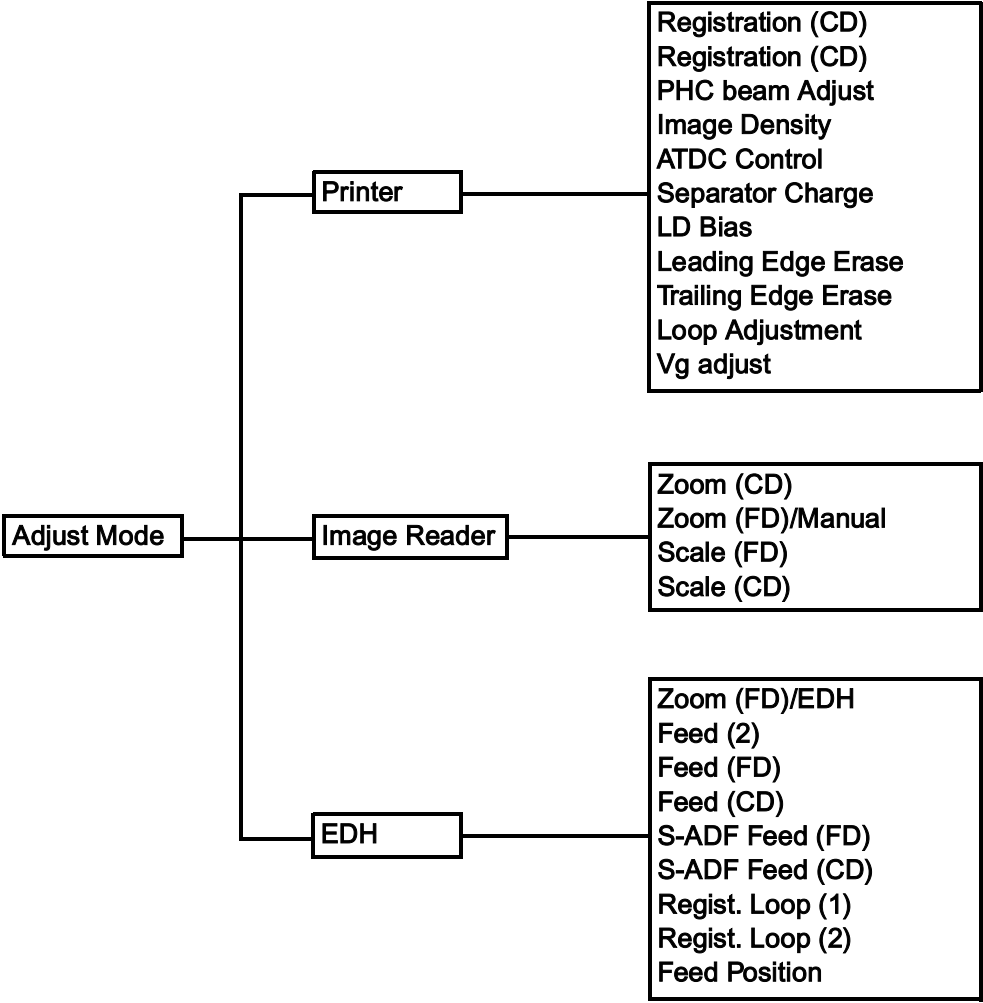 Adjust Mode
Printer
Registration (CD)
Registration (CD)
PHC beam Adjust
Image Density
ATDC Control
Separator Charge
LD Bias
Leading Edge Erase
Trailing Edge Erase
Loop Adjustment
Vg adjust
Image Reader
Zoom (CD)
Zoom (FD)/Manual
Scale (FD)
Scale (CD)
EDH
Zoom (FD)/EDH
Feed (2)
Feed (FD)
Feed (CD)
S-ADF Feed (FD)
S-ADF Feed (CD)
Regist. Loop (1)
Regist. Loop (2)
Feed Position